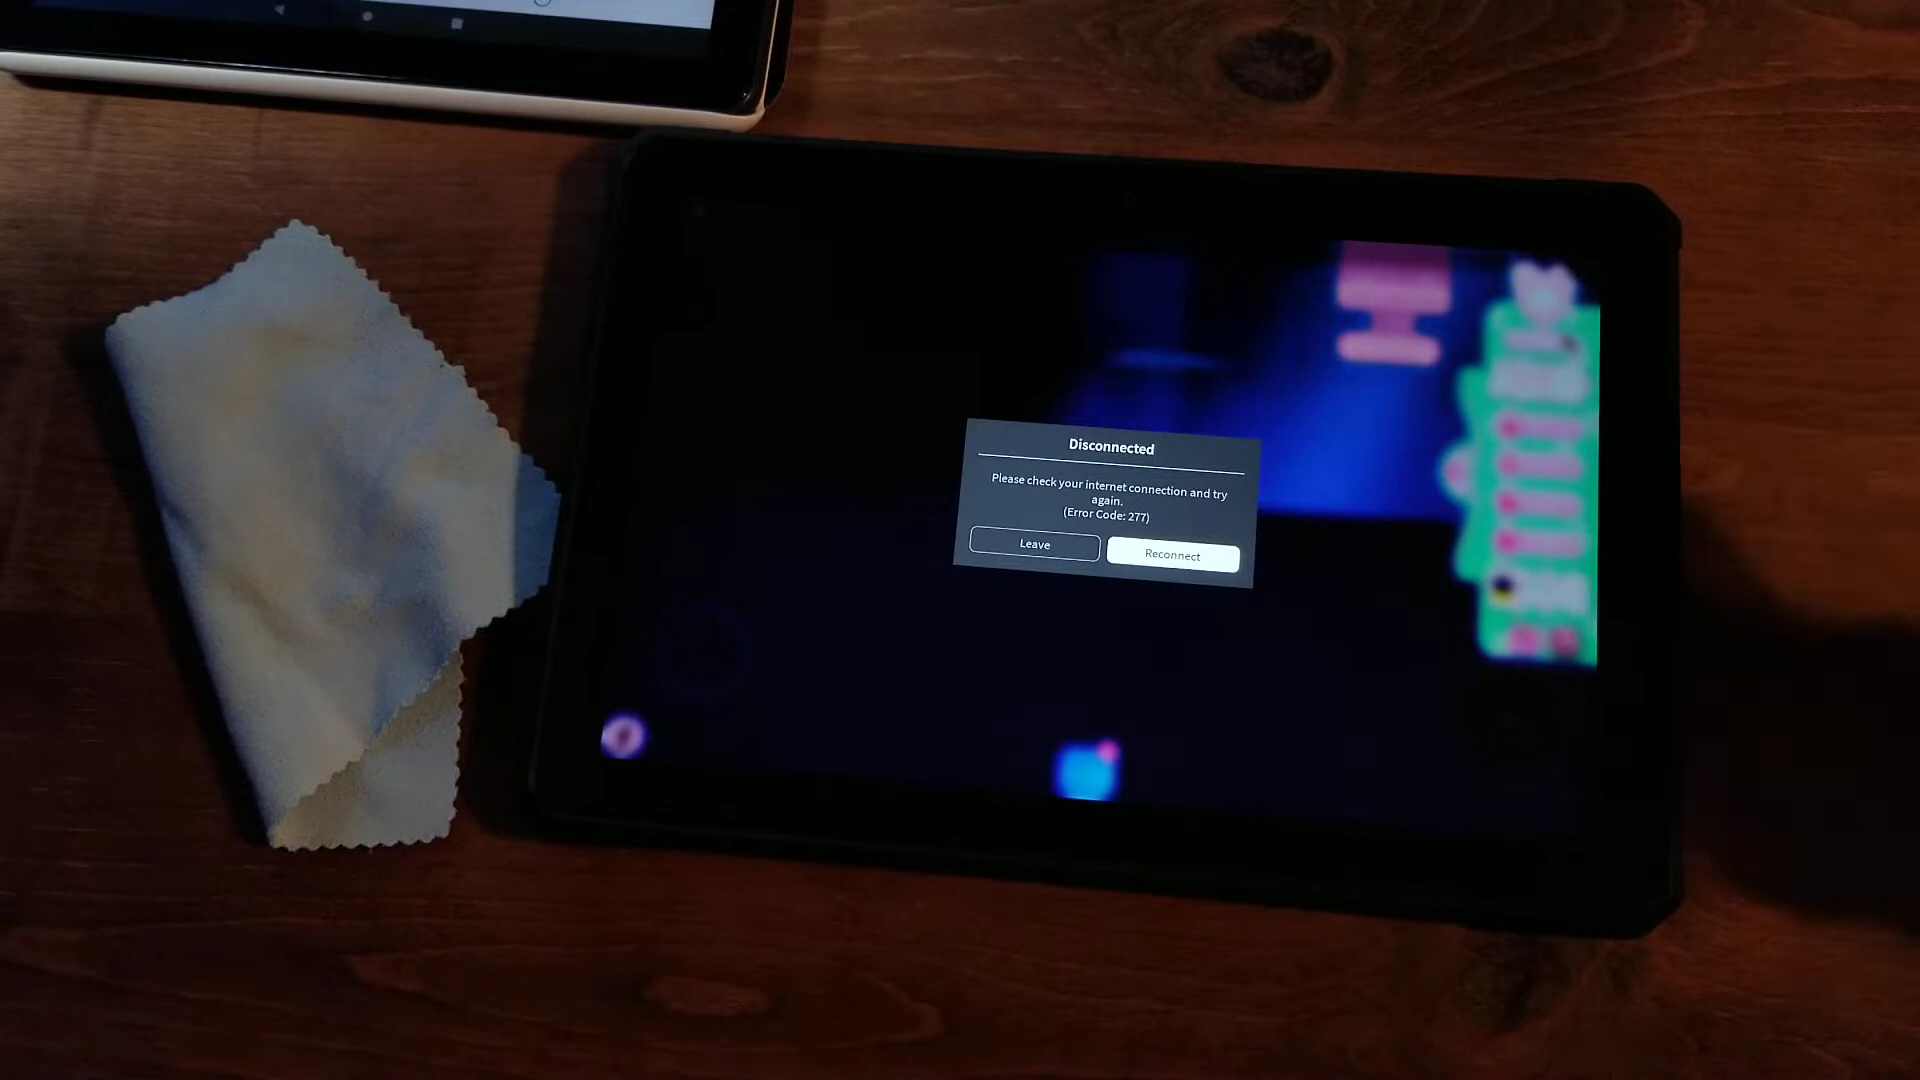 Disconnected
Please check your internet connection and try
again.
(Error Code: 277)
Leave
Reconnect